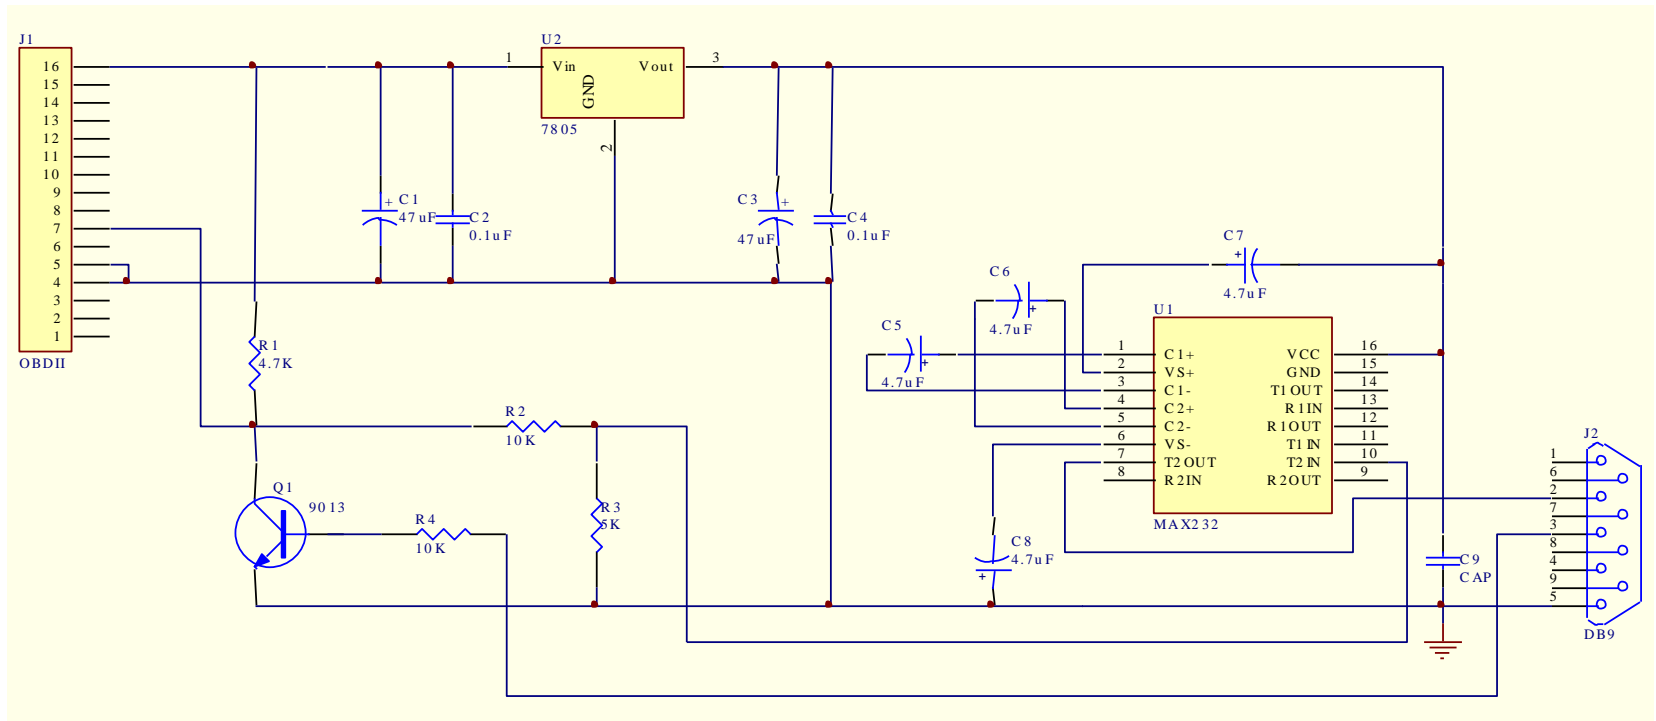 J1
16
15
14
13
12
11
10
9
8
7
6
5
4
3
2
1
OBDII
U2
1 Vin Vout 3
GND
2
7805
+ C1
47uF
C2
0.1uF
C3 +
47uF
C4
0.1uF
R1
4.7K
R2
10K
R3
5K
Q1
9013
R4
10K
C5
+
4.7uF
C6
+
4.7uF
C7
+
4.7uF
C8
4.7uF
+
U1
1 C1+ VCC 16
2 VS+ GND 15
3 C1- T1OUT 14
4 C2+ R1IN 13
5 C2- R1OUT 12
6 VS- T1IN 11
7 T2OUT T2IN 10
8 R2IN R2OUT 9
MAX232
C9
CAP
J2
1
6
2
7
3
8
4
9
5
DB9